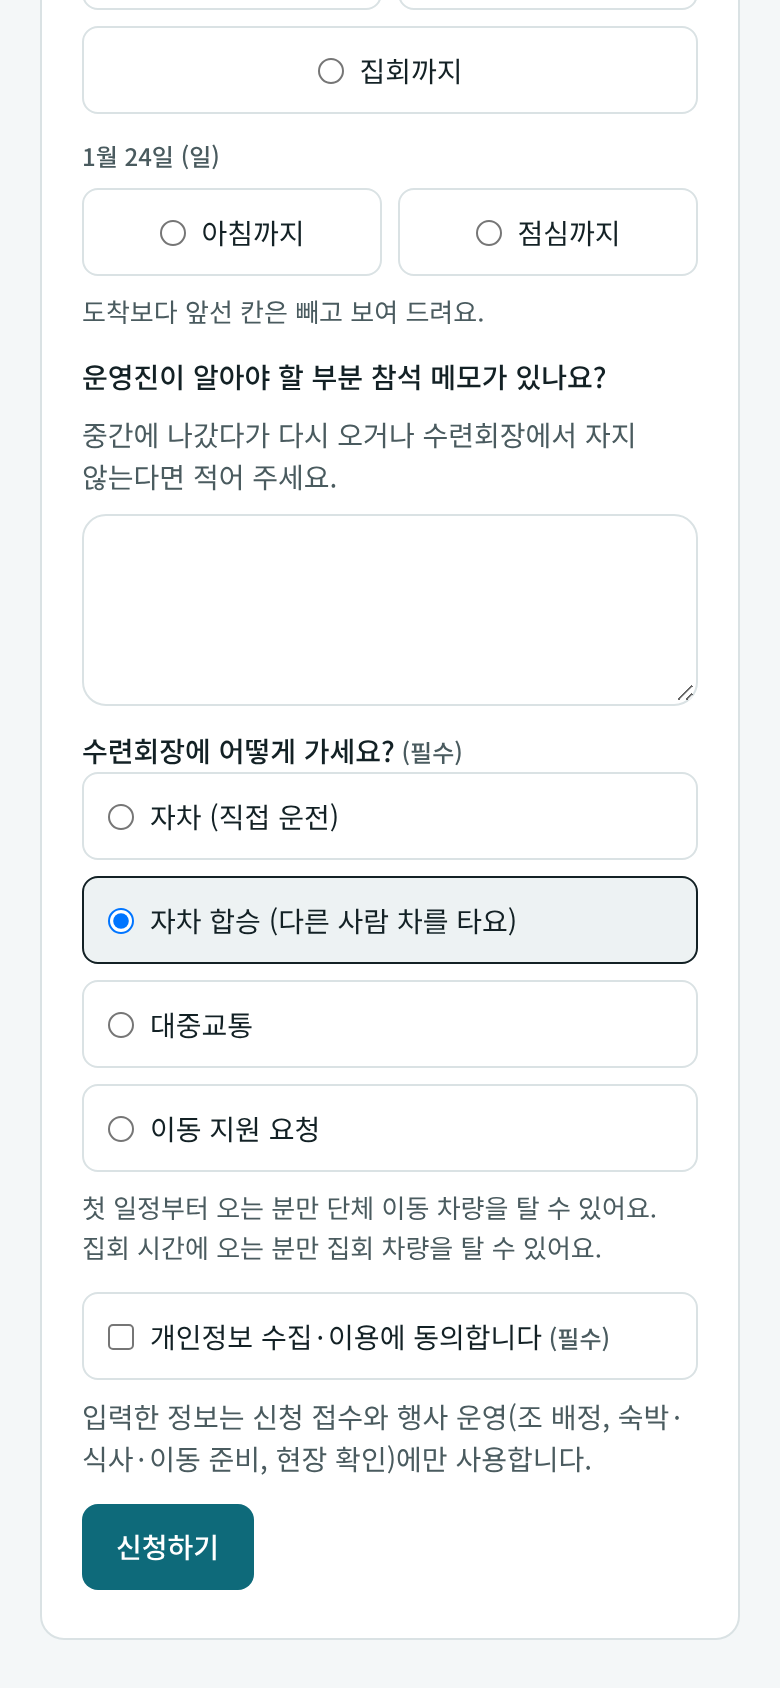 집회까지
1월 24일 (일)
아침까지
점심까지
도착보다 앞선 칸은 빼고 보여 드려요.
운영진이 알아야 할 부분 참석 메모가 있나요?
중간에 나갔다가 다시 오거나 수련회장에서 자지
않는다면 적어 주세요.
수련회장에 어떻게 가세요? (필수)
자차 (직접 운전)
자차 합승 (다른 사람 차를 타요)
대중교통
이동 지원 요청
첫 일정부터 오는 분만 단체 이동 차량을 탈 수 있어요.
집회 시간에 오는 분만 집회 차량을 탈 수 있어요.
개인정보 수집·이용에 동의합니다 (필수)
입력한 정보는 신청 접수와 행사 운영(조 배정, 숙박·
식사·이동 준비, 현장 확인)에만 사용합니다.
신청하기